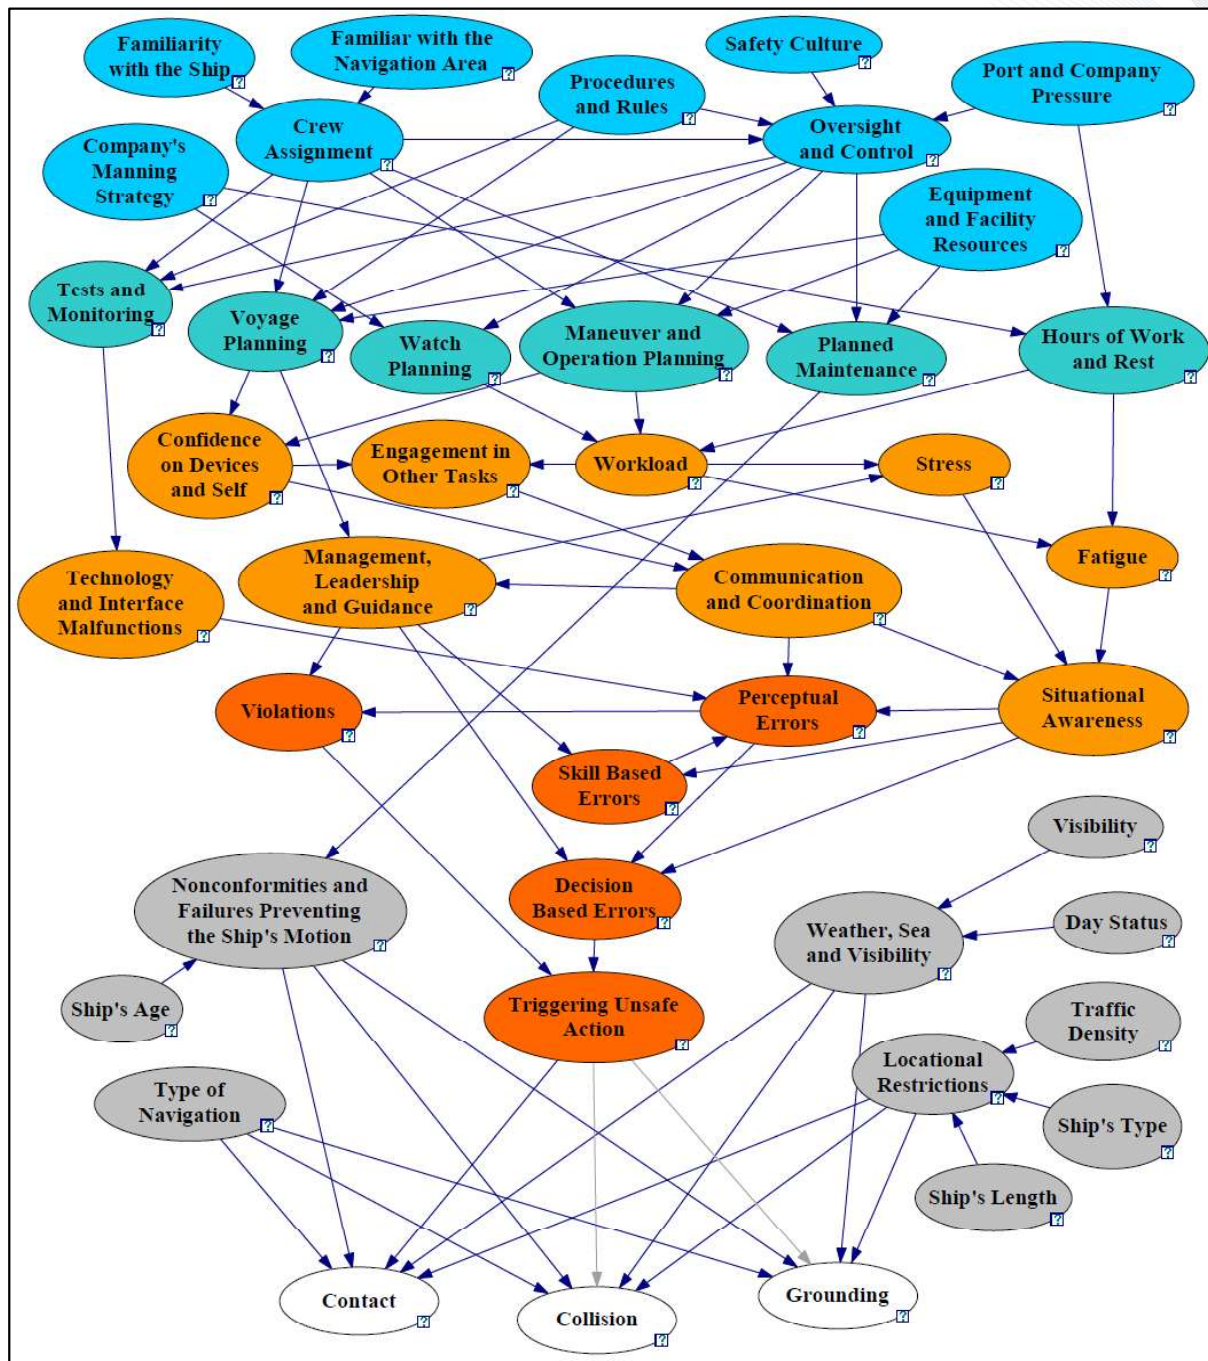 Familiarity
with the Ship
Familiar with the
Navigation Area
Safety Culture
Procedures
and Rules
Port and Company
Pressure
Crew
Assignment
Oversight
and Control
Company's
Manning
Strategy
Equipment
and Facility
Resources
Tests and
Monitoring
Voyage
Planning
Watch
Planning
Maneuver and
Operation Planning
Planned
Maintenance
Hours of Work
and Rest
Confidence
on Devices
and Self
Engagement in
Other Tasks
Workload
Stress
Technology
and Interface
Malfunctions
Management,
Leadership
and Guidance
Communication
and Coordination
Fatigue
Violations
Perceptual
Errors
Situational
Awareness
Skill Based
Errors
Visibility
Nonconformities and
Failures Preventing
the Ship's Motion
Decision
Based Errors
Weather, Sea
and Visibility
Day Status
Ship's Age
Triggering Unsafe
Action
Traffic
Density
Locational
Restrictions
Type of
Navigation
Ship's Type
Ship's Length
Contact
Collision
Grounding